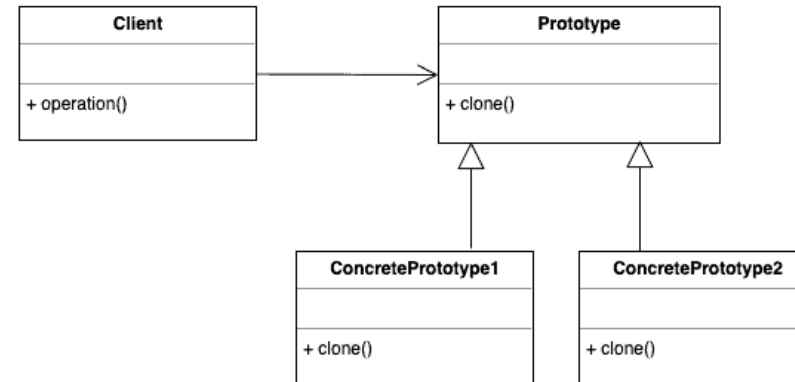 Client
Prototype
+ operation()
+ clone()
ConcretePrototype1
ConcretePrototype2
+ clone()
+ clone()